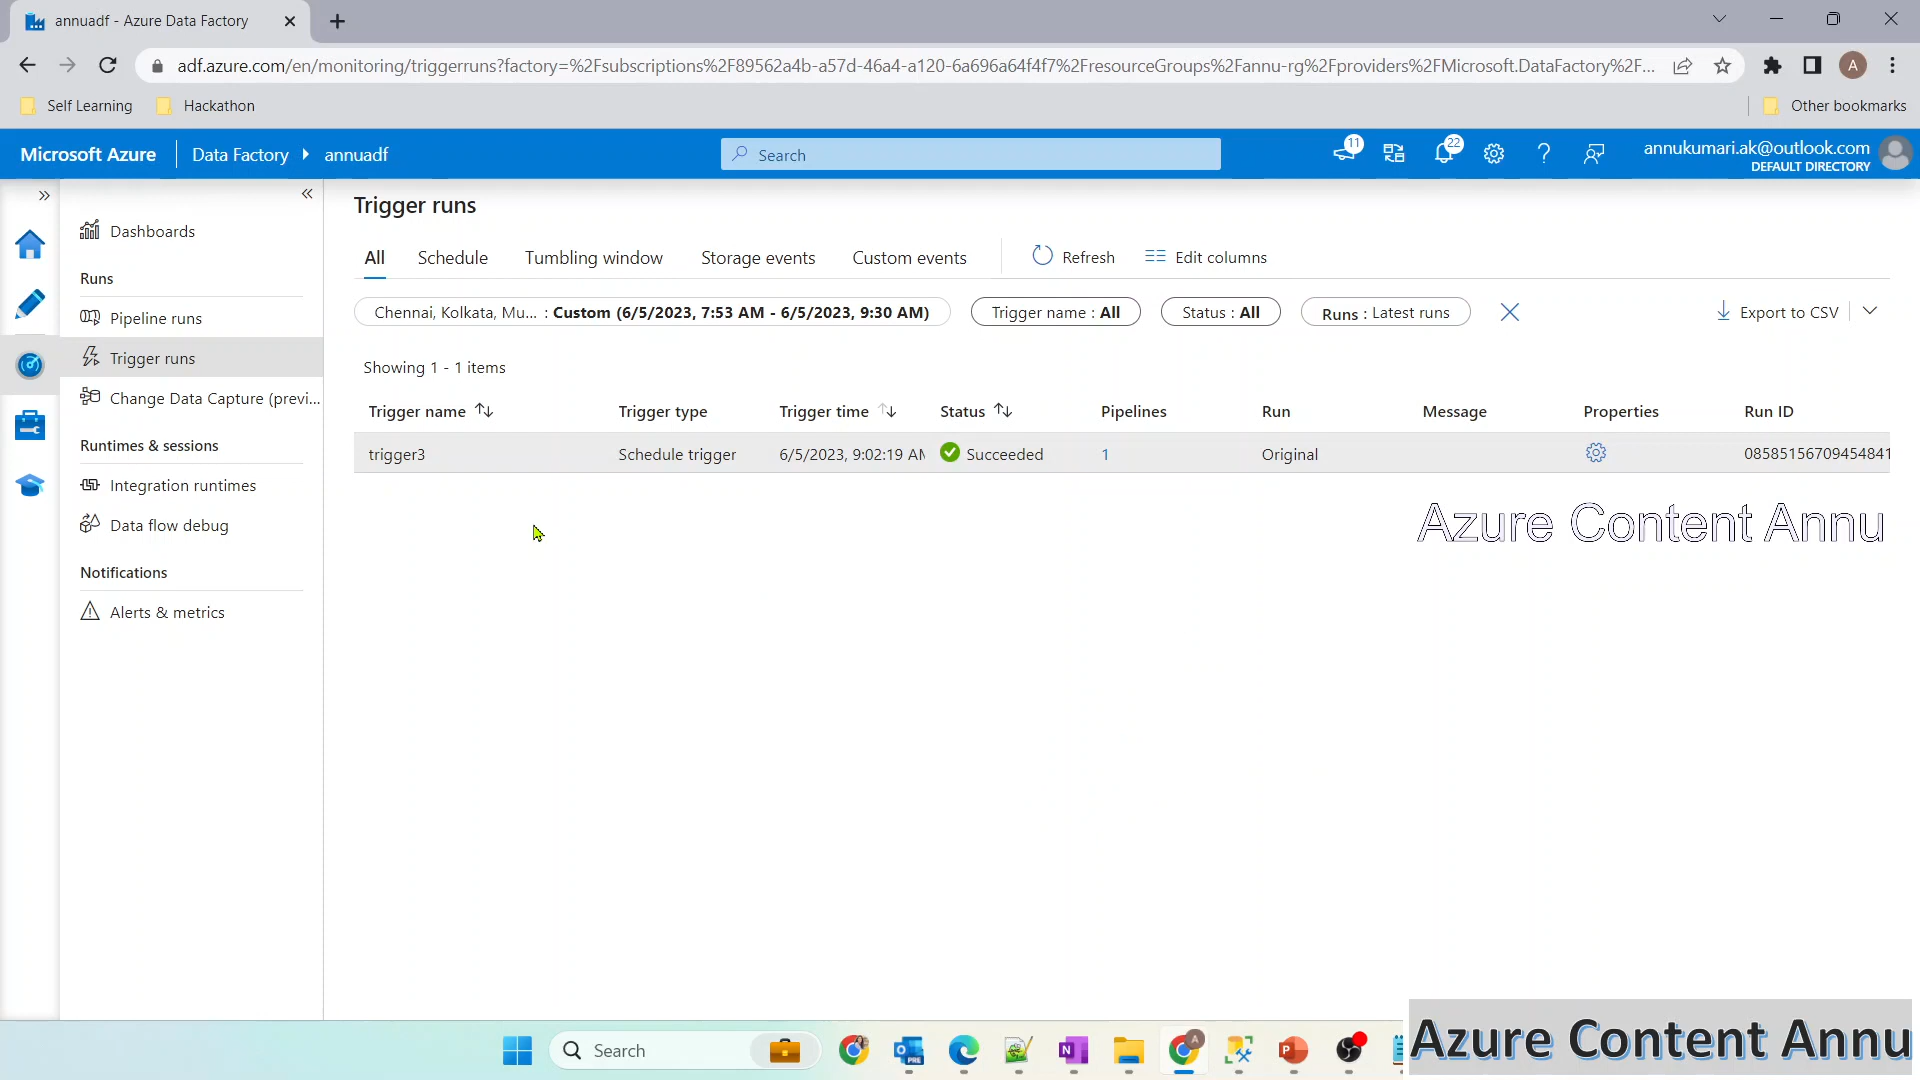 annuadf - Azure Data Factory
adf.azure.com/en/monitoring/triggerruns?factory=%2Fsubscriptions%2F89562a4b-a57d-46a4-a120-6a696a64f4f7%2FresourceGroups%2Fannu-rg%2Fproviders%2FMicrosoft.DataFactory%2F...
A
Self Learning
Hackathon
Other bookmarks
Microsoft Azure
Data Factory
annuadf
Search
11
22
annukumari.ak@outlook.com
DEFAULT DIRECTORY
Dashboards
Runs
Pipeline runs
Trigger runs
Change Data Capture (previ...
Runtimes & sessions
Integration runtimes
Data flow debug
Notifications
Alerts & metrics
Trigger runs
All Schedule Tumbling window Storage events Custom events Refresh Edit columns
Chennai, Kolkata, Mu... : Custom (6/5/2023, 7:53 AM - 6/5/2023, 9:30 AM) Trigger name : All Status : All Runs : Latest runs Export to CSV
Showing 1 - 1 items
Trigger name Trigger type Trigger time Status Pipelines Run Message Properties Run ID
trigger3 Schedule trigger 6/5/2023, 9:02:19 AM Succeeded 1 Original 08585156709454841
Azure Content Annu
Search
PRE
A
Azure Content Annu